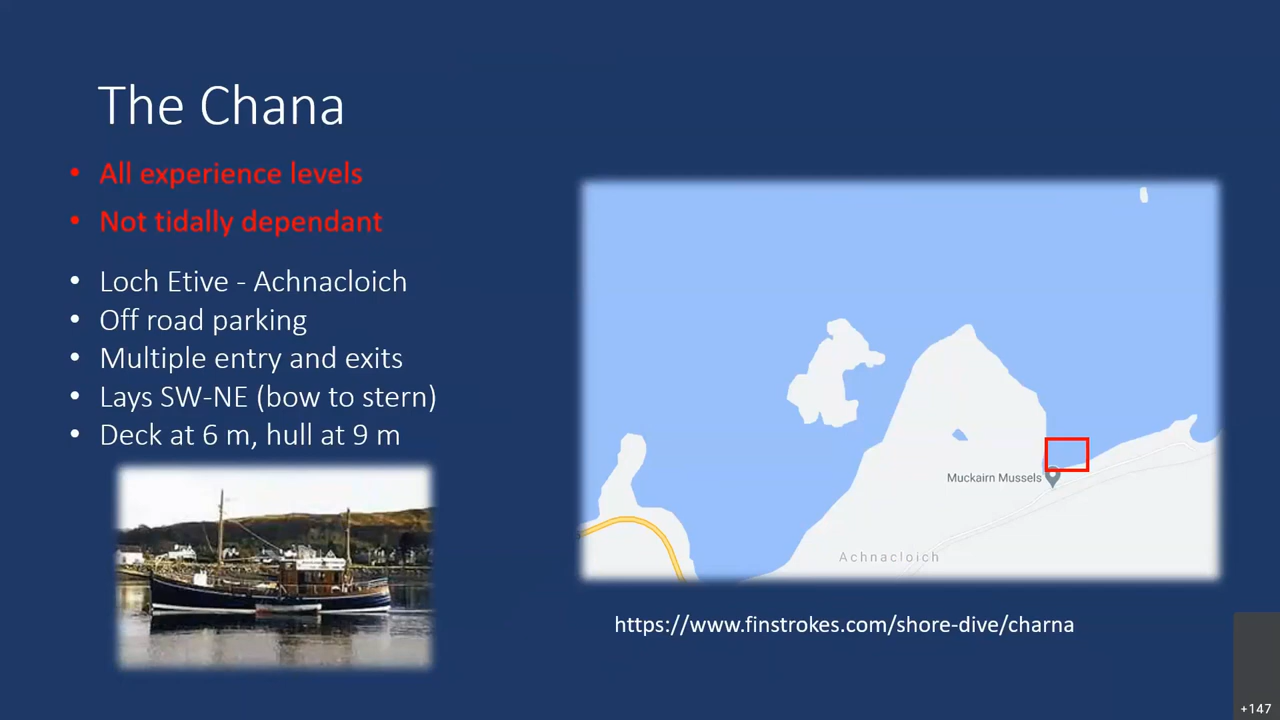 The Chana
• All experience levels
• Not tidally dependant
• Loch Etive - Achnacloich
• Off road parking
• Multiple entry and exits
• Lays SW-NE (bow to stern)
• Deck at 6 m, hull at 9 m
Muckairn Mussels
Achnacloich
https://www.finstrokes.com/shore-dive/charna
+147